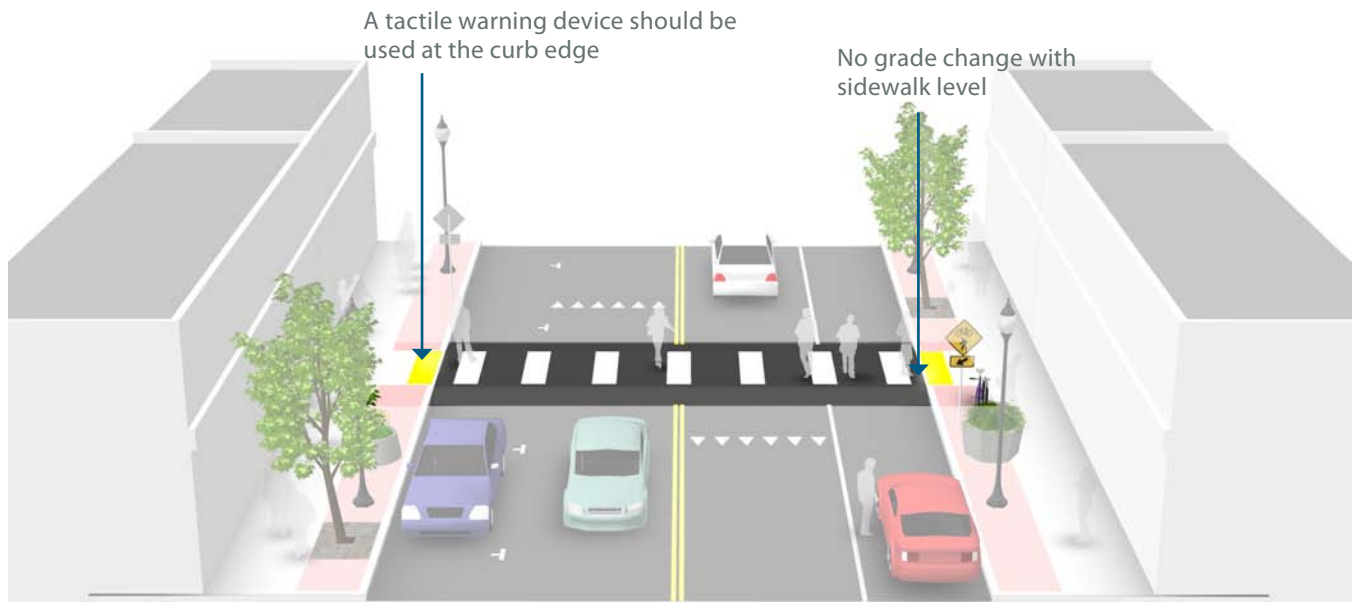 A tactile warning device should be
used at the curb edge
No grade change with
sidewalk level